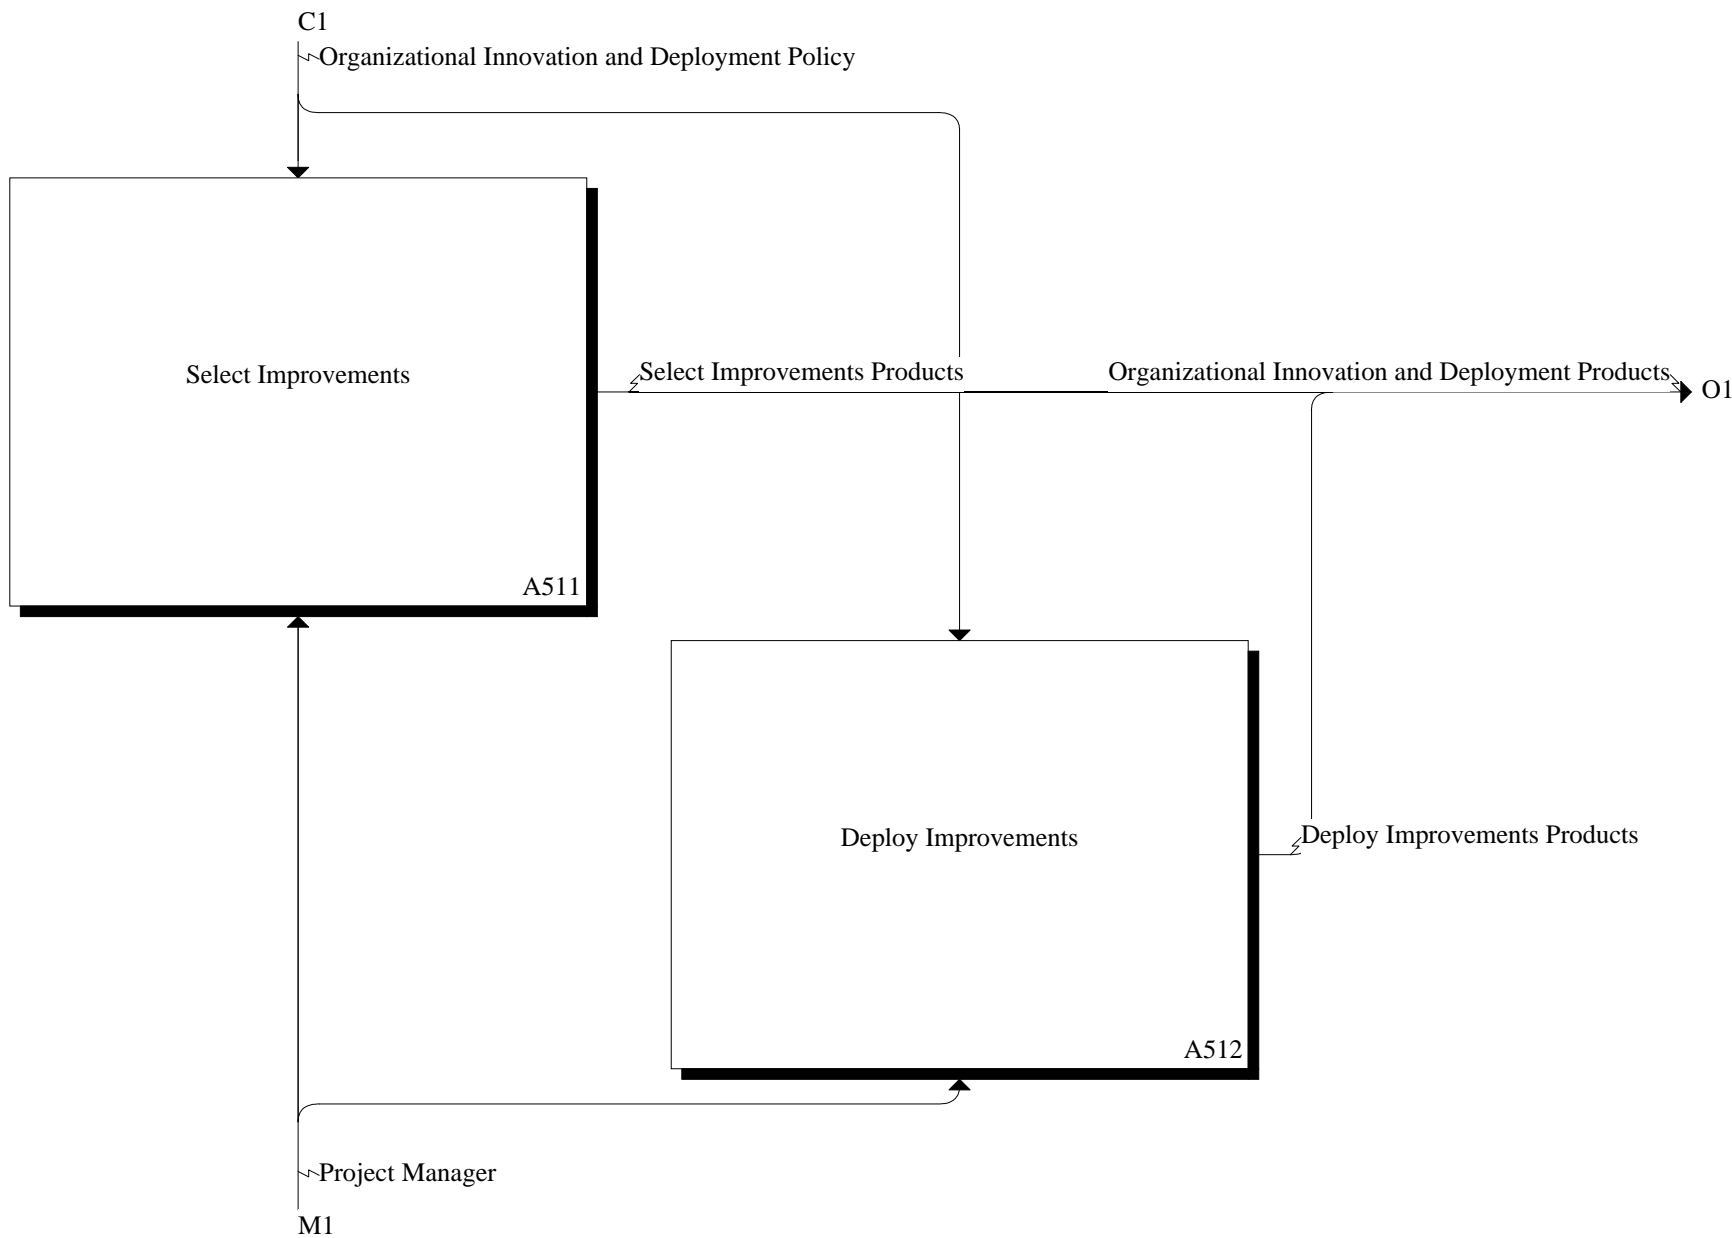 C1
Organizational Innovation and Deployment Policy
Select Improvements
Select Improvements Products
Organizational Innovation and Deployment Products
O1
A511
Deploy Improvements
Deploy Improvements Products
A512
Project Manager
M1